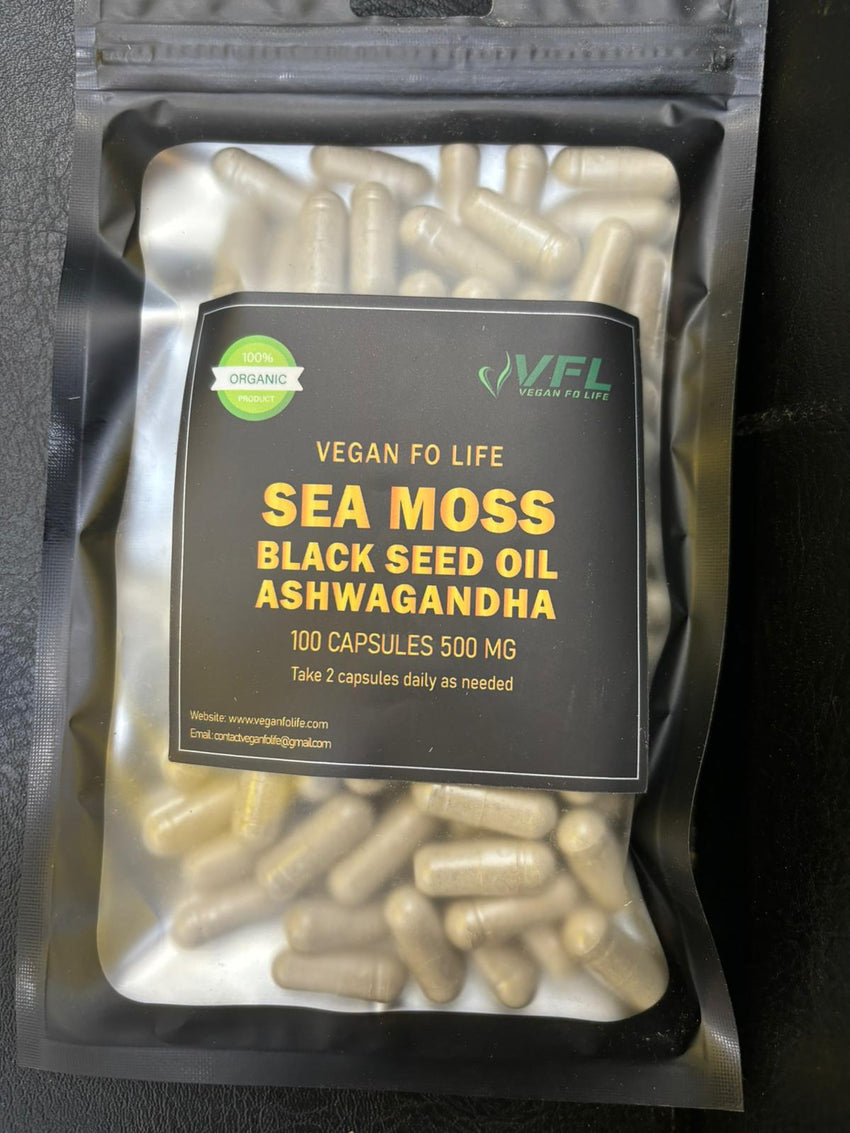 100%
ORGANIC
PRODUCT
VFL
VEGAN FO LIFE
VEGAN FO LIFE
SEA MOSS
BLACK SEED OIL
ASHWAGANDHA
100 CAPSULES 500 MG
Take 2 capsules daily as needed
Website: www.veganfolife.com
Email: contactveganfolife@gmail.com